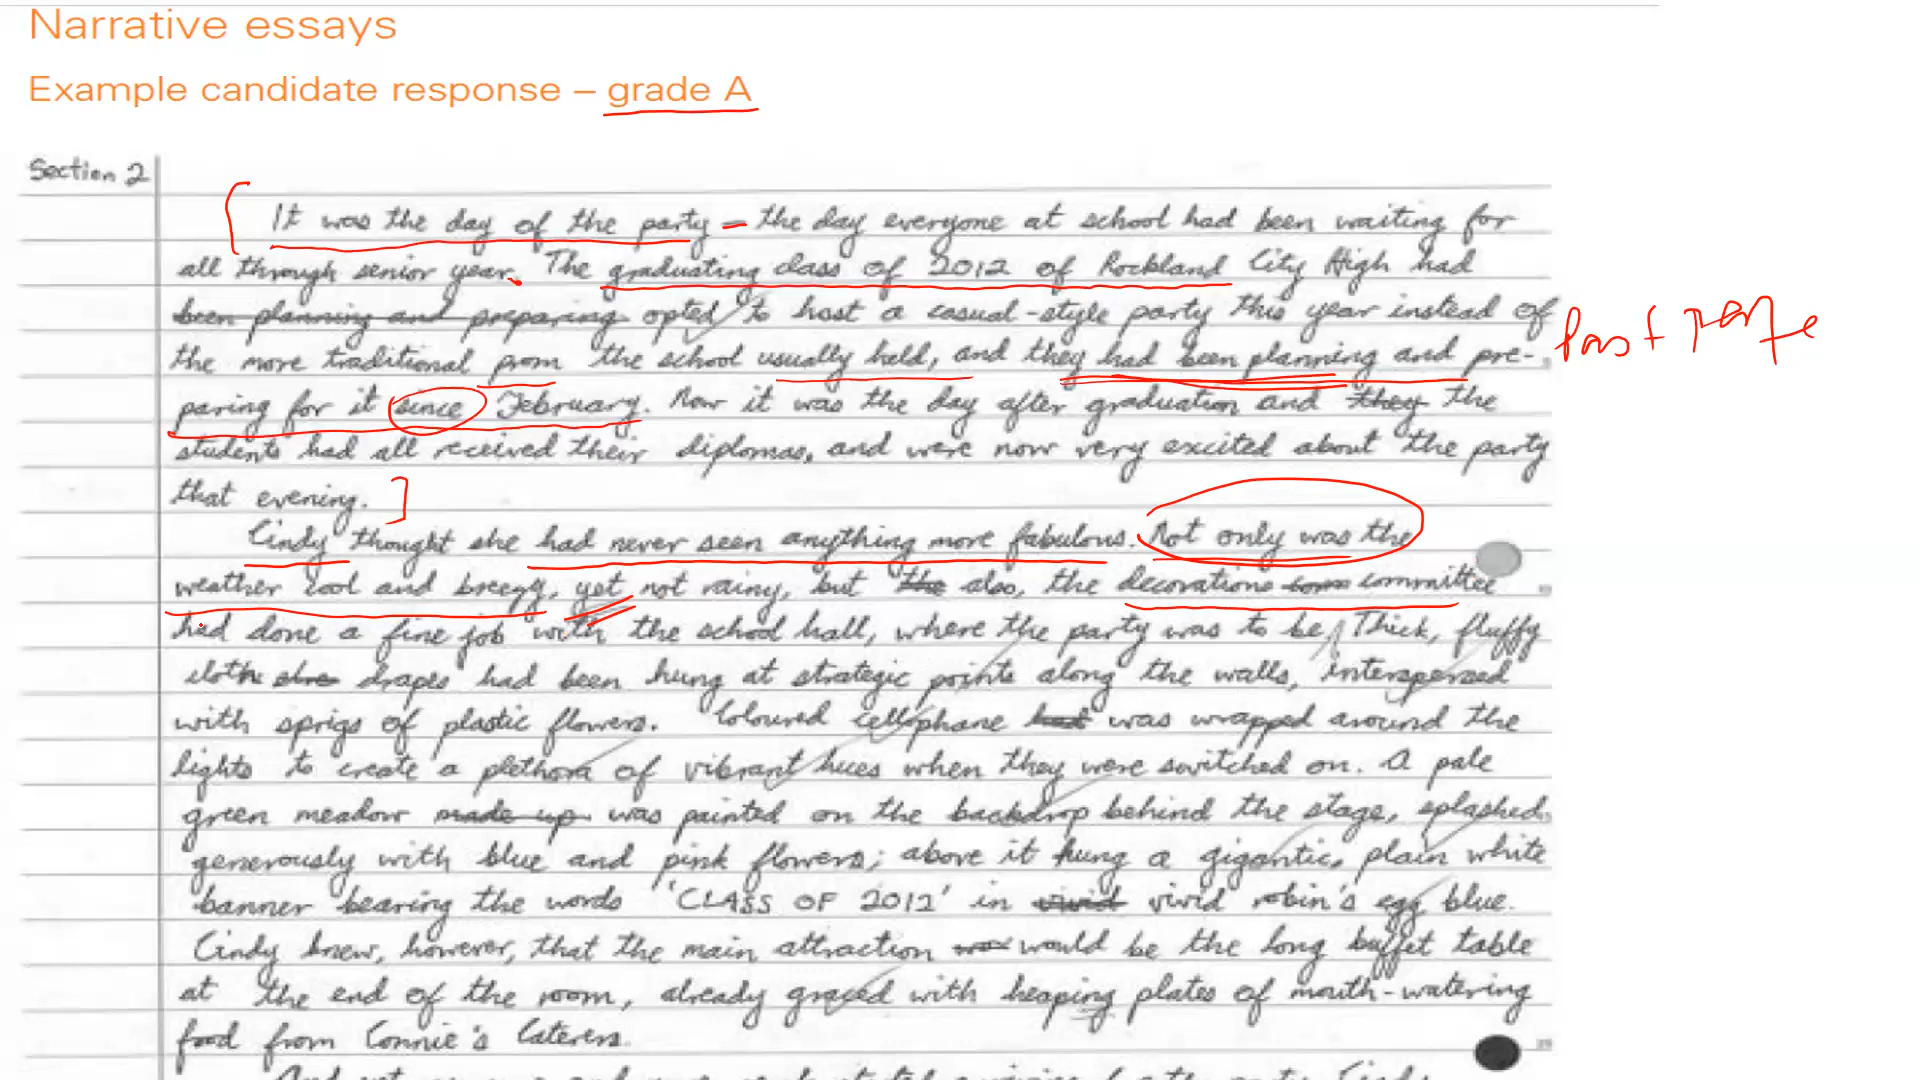 Narrative essays
Example candidate response – grade A
Section 2
It was the day of the party – the day everyone at school had been waiting for
all through senior year. The graduating class of 2012 of Rockland City High had
been planning and preparing opted to host a casual-style party this year instead of
the more traditional prom the school usually held, and they had been planning and pre-
paring for it since February. Now it was the day after graduation and they the
students had all received their diplomas, and were now very excited about the party
that evening.
Cindy thought she had never seen anything more fabulous. Not only was the
weather cool and breezy, yet not rainy, but the also, the decorations com committee
had done a fine job with the school hall, where the party was to be. Thick, fluffy
cloth drapes had been hung at strategic points along the walls, interspersed
with sprigs of plastic flowers. Coloured cellophane had was wrapped around the
lights to create a plethora of vibrant hues when they were switched on. A pale
green meadow made up was painted on the backdrop behind the stage, splashed
generously with blue and pink flowers; above it hung a gigantic, plain white
banner bearing the words 'CLASS OF 2012' in vivid vivid robin's egg blue.
Cindy knew, however, that the main attraction was would be the long buffet table
at the end of the room, already graced with heaping plates of mouth-watering
food from Connie's Caterers.
past